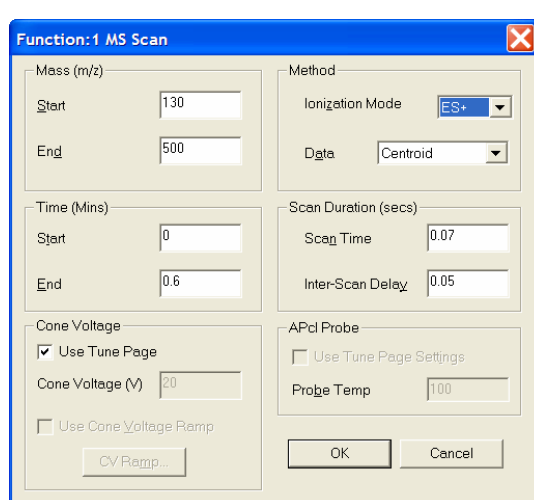 Function:1 MS Scan
Mass (m/z)
Start 130
End 500
Method
Ionization Mode ES+
Data Centroid
Time (Mins)
Start 0
End 0.6
Scan Duration (secs)
Scan Time 0.07
Inter-Scan Delay 0.05
Cone Voltage
Use Tune Page
Cone Voltage (V) 20
Use Cone Voltage Ramp
CV Ramp...
APcI Probe
Use Tune Page Settings
Probe Temp 100
OK Cancel